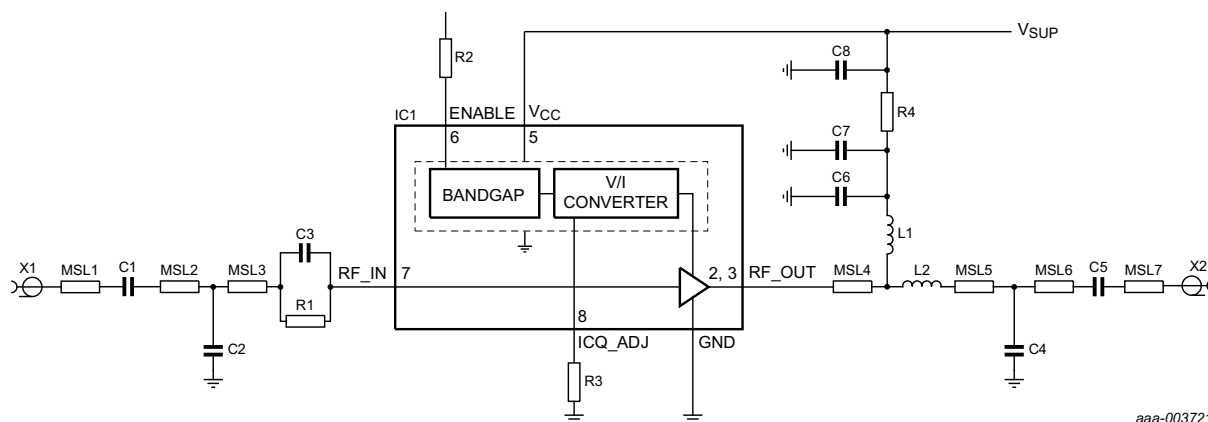 V_SUP
C8
R2
R4
IC1 ENABLE V_CC
6 5
C7
V/I
CONVERTER
BANDGAP
C6
L1
C3
X1 MSL1 C1 MSL2 MSL3 RF_IN 7 2, 3 RF_OUT MSL4 L2 MSL5 MSL6 C5 MSL7 X2
R1
8
ICQ_ADJ GND
C2
C4
R3
aaa-003721